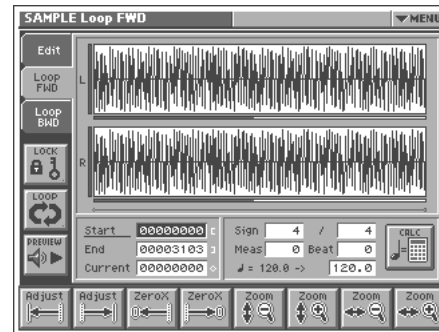 SAMPLE Loop FWD
MENU
Edit
Loop
FWD
Loop
BWD
LOCK
LOOP
PREVIEW
L
R
Start 00000000
End 00003103
Current 00000000
Sign 4 / 4
Meas 0 Beat 0
♩= 120.0 -> 120.0
CALC
Adjust Adjust ZeroX ZeroX Zoom Zoom Zoom Zoom